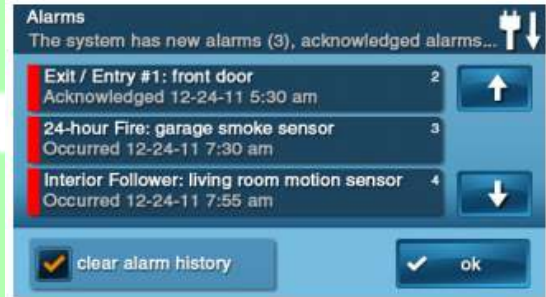 Alarms
The system has new alarms (3), acknowledged alarms...
Exit / Entry #1: front door 2
Acknowledged 12-24-11 5:30 am
24-hour Fire: garage smoke sensor 3
Occurred 12-24-11 7:30 am
Interior Follower: living room motion sensor 4
Occurred 12-24-11 7:55 am
clear alarm history
ok